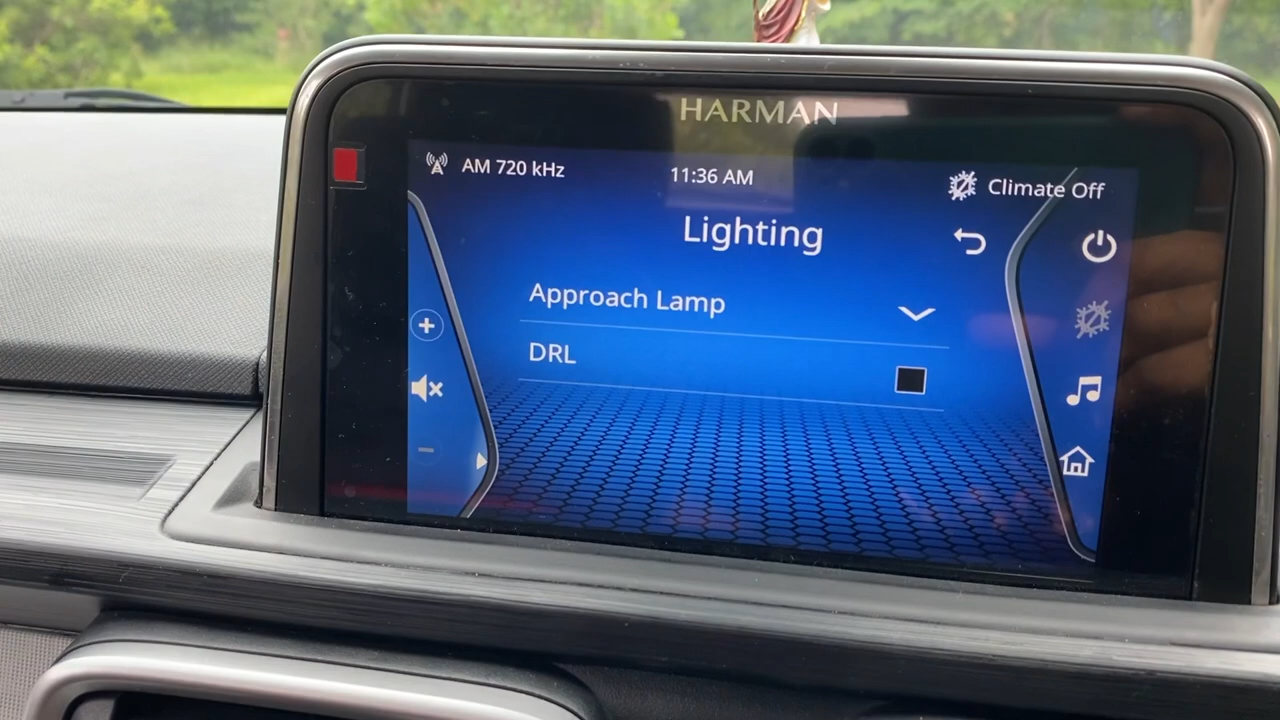 HARMAN
AM 720 kHz
11:36 AM
Climate Off
Lighting
Approach Lamp
DRL